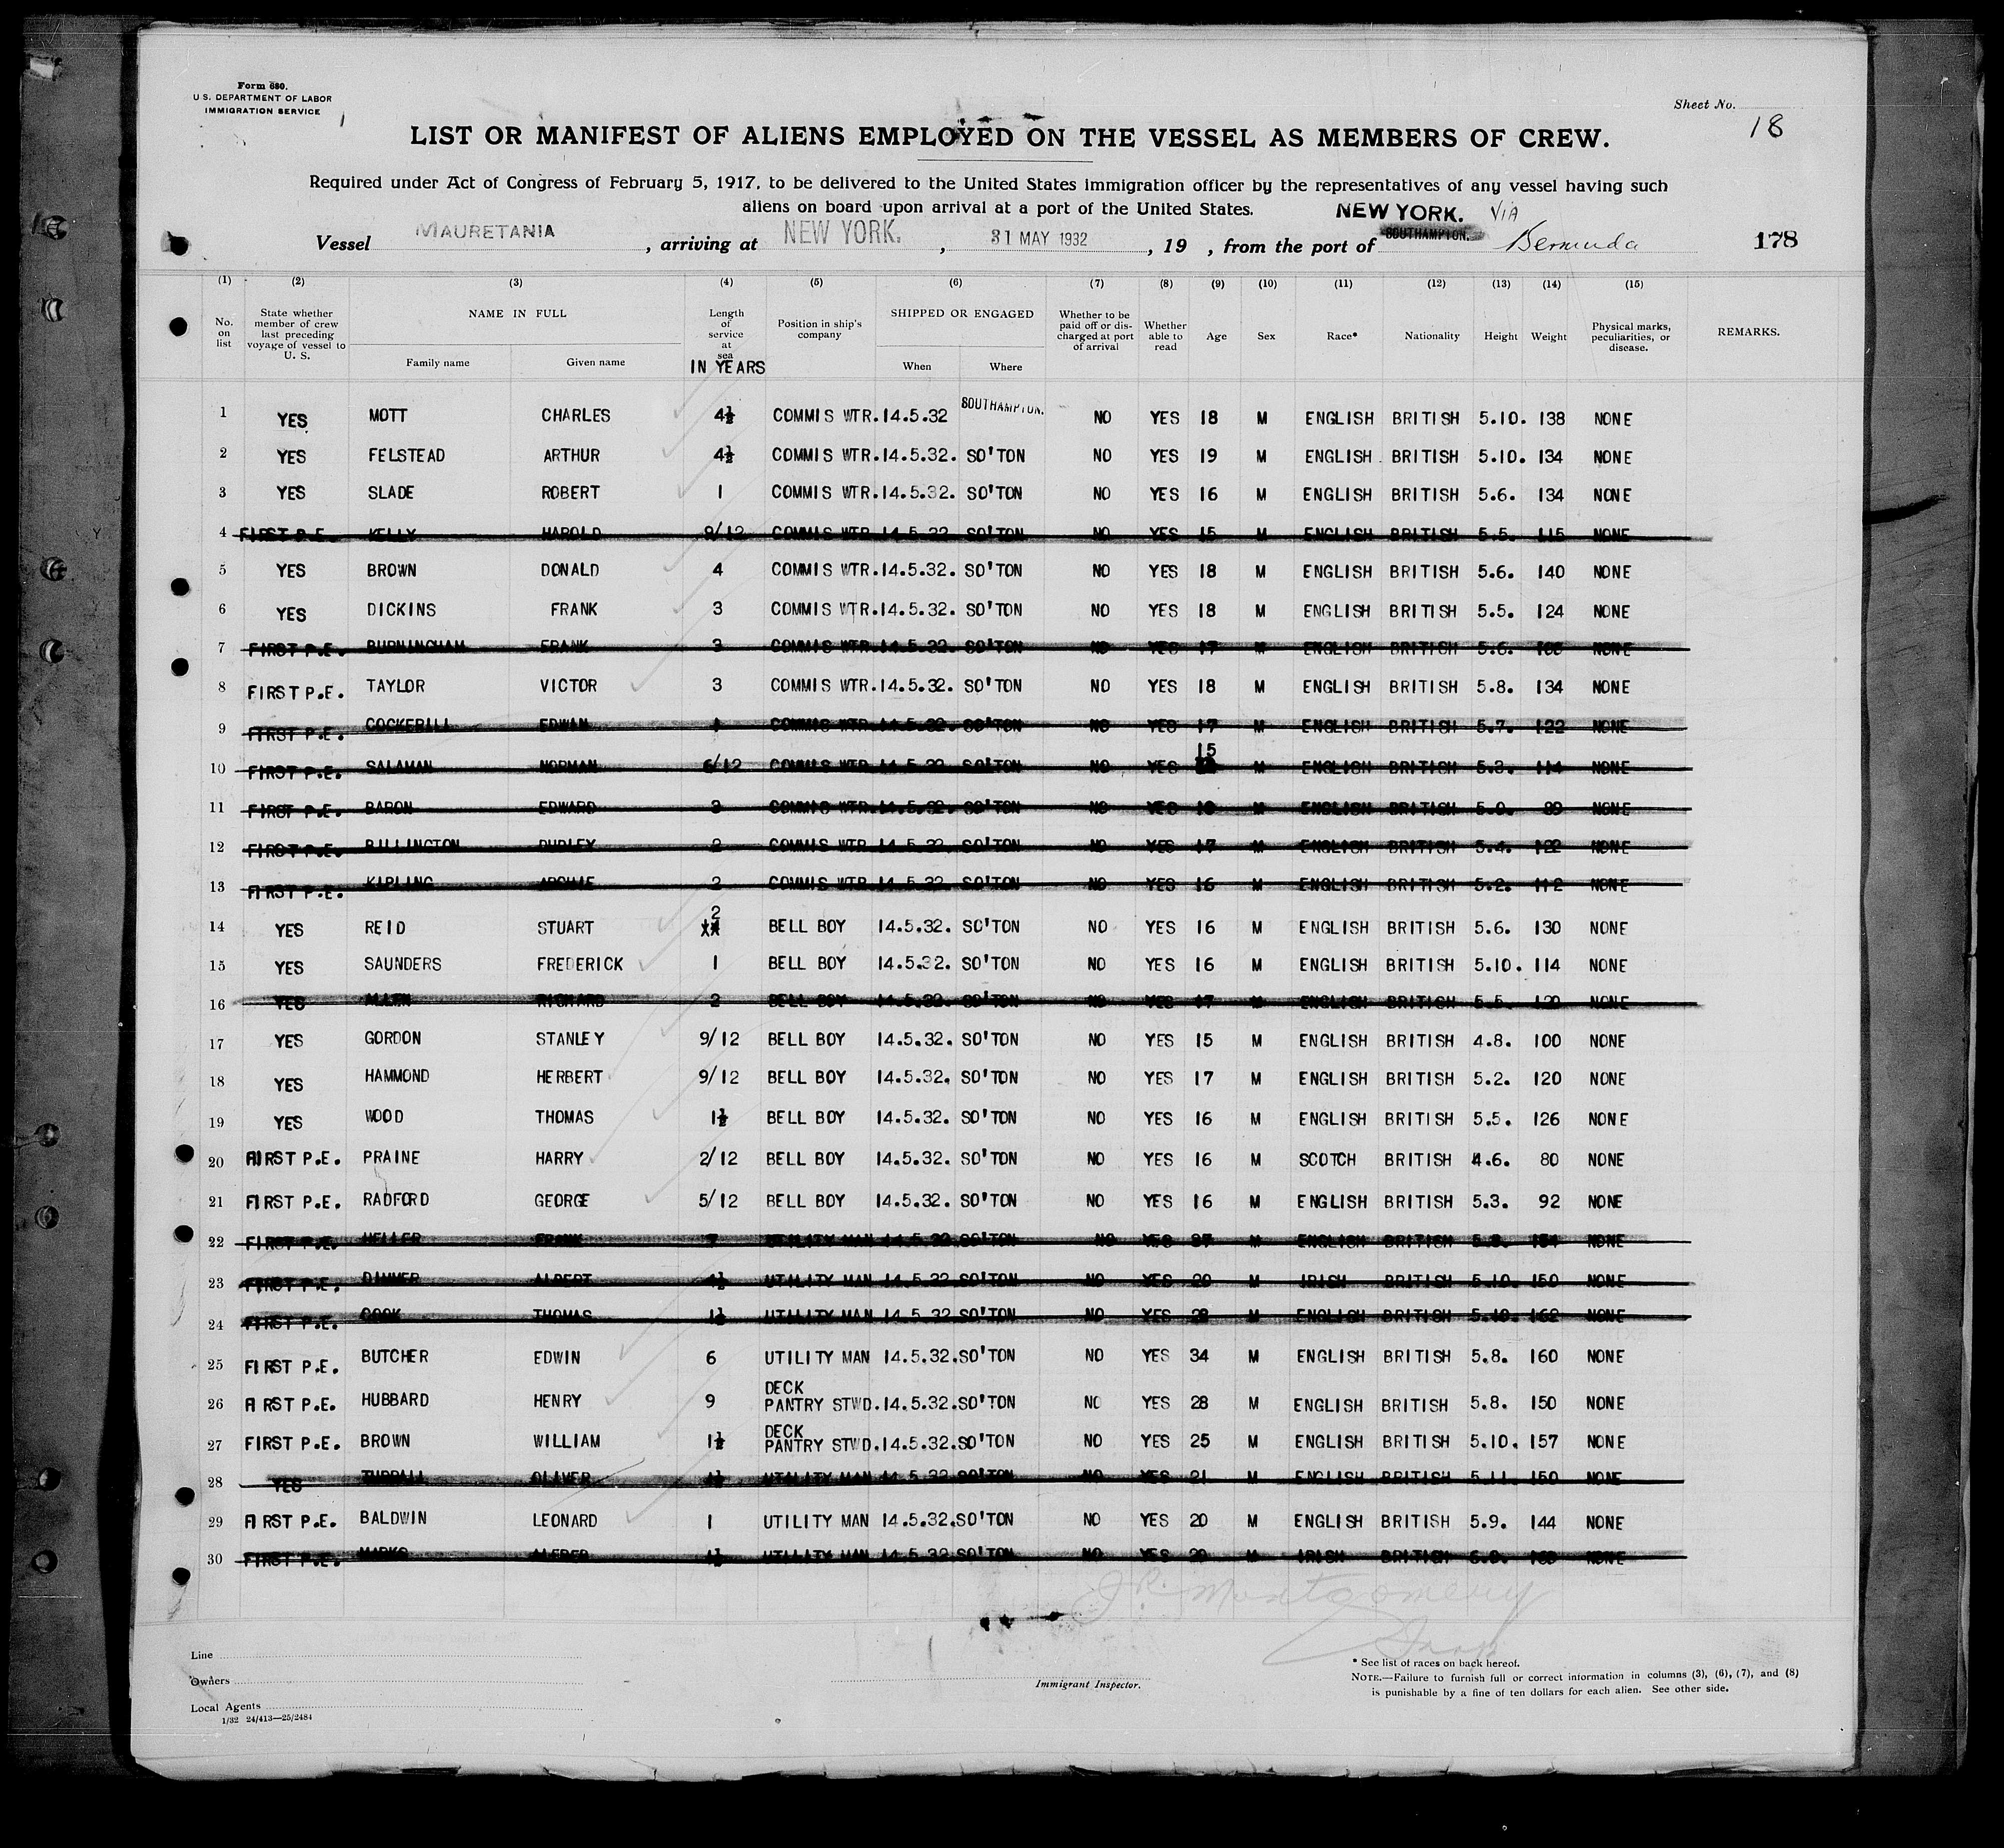 Form 680.
U.S. DEPARTMENT OF LABOR
IMMIGRATION SERVICE
Sheet No.
18
LIST OR MANIFEST OF ALIENS EMPLOYED ON THE VESSEL AS MEMBERS OF CREW.
Required under Act of Congress of February 5, 1917, to be delivered to the United States immigration officer by the representatives of any vessel having such
aliens on board upon arrival at a port of the United States. NEW YORK. VIA
Vessel MAURETANIA, arriving at NEW YORK., 31 MAY 1932, 19 , from the port of SOUTHAMPTON. Bermuda 178
(1) (2) (3) (4) (5) (6) (7) (8) (9) (10) (11) (12) (13) (14) (15)
No. on list
State whether member of crew last preceding voyage of vessel to U. S.
NAME IN FULL
Family name Given name
Length of service at sea
IN YEARS
Position in ship's company
SHIPPED OR ENGAGED
When Where
Whether to be paid off or discharged at port of arrival
Whether able to read
Age Sex Race* Nationality Height Weight
Physical marks, peculiarities, or disease.
REMARKS.
1 YES MOTT CHARLES 4½ COMMIS WTR. 14.5.32 SOUTHAMPTON. NO YES 18 M ENGLISH BRITISH 5.10. 138 NONE
2 YES FELSTEAD ARTHUR 4½ COMMIS WTR. 14.5.32. SO'TON NO YES 19 M ENGLISH BRITISH 5.10. 134 NONE
3 YES SLADE ROBERT 1 COMMIS WTR. 14.5.32. SO'TON NO YES 16 M ENGLISH BRITISH 5.6. 134 NONE
4 FIRST P.E. KELLY HAROLD 9/12 COMMIS WTR 14.5.32 SO'TON NO YES 15 M ENGLISH BRITISH 5.5. 115 NONE
5 YES BROWN DONALD 4 COMMIS WTR. 14.5.32. SO'TON NO YES 18 M ENGLISH BRITISH 5.6. 140 NONE
6 YES DICKINS FRANK 3 COMMIS WTR. 14.5.32. SO'TON NO YES 18 M ENGLISH BRITISH 5.5. 124 NONE
7 FIRST P.E. BURNINGHAM FRANK 3 COMMIS WTR. 14.5.32. SO'TON NO YES 17 M ENGLISH BRITISH 5.6. NONE
8 FIRST P.E. TAYLOR VICTOR 3 COMMIS WTR. 14.5.32. SO'TON NO YES 18 M ENGLISH BRITISH 5.8. 134 NONE
9 FIRST P.E. COCKERILL EDWIN 1 COMMIS WTR. 14.5.32. SO'TON NO YES 17 M ENGLISH BRITISH 5.7. 122 NONE
10 FIRST P.E. SALAMAN NORMAN 6/12 COMMIS WTR 14.5.32 SO'TON NO YES 15 M ENGLISH BRITISH 5.3. 114 NONE
11 FIRST P.E. BARON EDWARD COMMIS WTR. 14.5.32. SO'TON NO YES M ENGLISH BRITISH 5.0. 89 NONE
12 FIRST P.E. BILLINGTON DUDLEY 2 COMMIS WTR 14.5.32. SO'TON NO YES 17 M ENGLISH BRITISH 5.4. 122 NONE
13 FIRST P.E. KIPLING ARCHIE 2 COMMIS WTR 14.5.32 SO'TON NO YES 16 M ENGLISH BRITISH 5.2. 112 NONE
14 YES REID STUART 2 BELL BOY 14.5.32. SO'TON NO YES 16 M ENGLISH BRITISH 5.6. 130 NONE
15 YES SAUNDERS FREDERICK 1 BELL BOY 14.5.32. SO'TON NO YES 16 M ENGLISH BRITISH 5.10. 114 NONE
16 YES ALLEN RICHARD 2 BELL BOY 14.5.32. SO'TON NO YES 17 M ENGLISH BRITISH 5.5. NONE
17 YES GORDON STANLEY 9/12 BELL BOY 14.5.32. SO'TON NO YES 15 M ENGLISH BRITISH 4.8. 100 NONE
18 YES HAMMOND HERBERT 9/12 BELL BOY 14.5.32. SO'TON NO YES 17 M ENGLISH BRITISH 5.2. 120 NONE
19 YES WOOD THOMAS 1½ BELL BOY 14.5.32. SO'TON NO YES 16 M ENGLISH BRITISH 5.5. 126 NONE
20 FIRST P.E. PRAINE HARRY 2/12 BELL BOY 14.5.32. SO'TON NO YES 16 M SCOTCH BRITISH 4.6. 80 NONE
21 FIRST P.E. RADFORD GEORGE 5/12 BELL BOY 14.5.32. SO'TON NO YES 16 M ENGLISH BRITISH 5.3. 92 NONE
22 FIRST P.E. HELLER FRANK 7 UTILITY MAN 14.5.32. SO'TON NO YES M ENGLISH BRITISH NONE
23 FIRST P.E. DIMMER ALBERT 4½ UTILITY MAN 14.5.32 SO'TON NO YES M IRISH BRITISH 5.10. 150 NONE
24 FIRST P.E. COOK THOMAS 1½ UTILITY MAN 14.5.32 SO'TON NO YES 28 M ENGLISH BRITISH 5.10. 162 NONE
25 FIRST P.E. BUTCHER EDWIN 6 UTILITY MAN 14.5.32. SO'TON NO YES 34 M ENGLISH BRITISH 5.8. 160 NONE
26 FIRST P.E. HUBBARD HENRY 9 DECK PANTRY STWD. 14.5.32. SO'TON NO YES 28 M ENGLISH BRITISH 5.8. 150 NONE
27 FIRST P.E. BROWN WILLIAM 1½ DECK PANTRY STWD. 14.5.32. SO'TON NO YES 25 M ENGLISH BRITISH 5.10. 157 NONE
28 YES OLIVER UTILITY MAN 14.5.32 SO'TON NO YES 21 M ENGLISH BRITISH 5.11. 150 NONE
29 FIRST P.E. BALDWIN LEONARD 1 UTILITY MAN 14.5.32. SO'TON NO YES 20 M ENGLISH BRITISH 5.9. 144 NONE
30 FIRST P.E. MARKS ALFRED UTILITY MAN 14.5.32 SO'TON NO YES M IRISH BRITISH NONE
J.R. Montgomery
Insp.
Line
Owners
Local Agents
1/32 24/413—25/2484
Immigrant Inspector.
* See list of races on back hereof.
NOTE.—Failure to furnish full or correct information in columns (3), (6), (7), and (8)
is punishable by a fine of ten dollars for each alien. See other side.